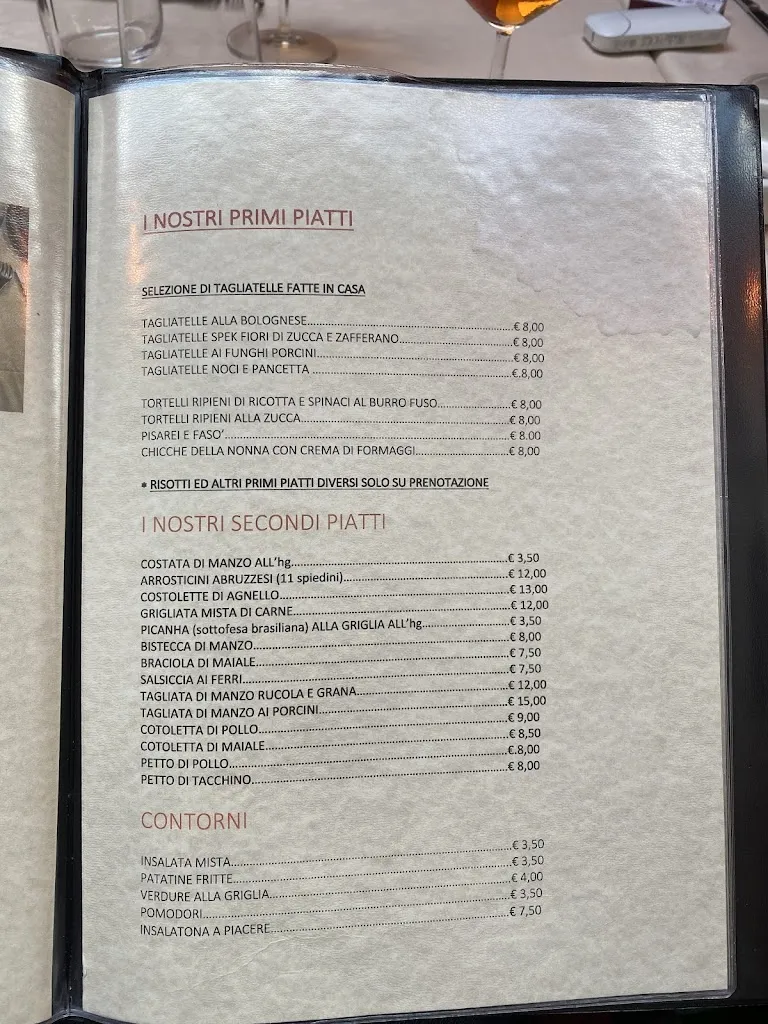 I NOSTRI PRIMI PIATTI
SELEZIONE DI TAGLIATELLE FATTE IN CASA
TAGLIATELLE ALLA BOLOGNESE.......€ 8,00
TAGLIATELLE SPEK FIORI DI ZUCCA E ZAFFERANO.......€ 8,00
TAGLIATELLE AI FUNGHI PORCINI.......€ 8,00
TAGLIATELLE NOCI E PANCETTA .......€.8,00
TORTELLI RIPIENI DI RICOTTA E SPINACI AL BURRO FUSO.......€ 8,00
TORTELLI RIPIENI ALLA ZUCCA.......€ 8,00
PISAREI E FASO'.......€ 8.00
CHICCHE DELLA NONNA CON CREMA DI FORMAGGI.......€ 8,00
* RISOTTI ED ALTRI PRIMI PIATTI DIVERSI SOLO SU PRENOTAZIONE
I NOSTRI SECONDI PIATTI
COSTATA DI MANZO ALL'hg.......€ 3,50
ARROSTICINI ABRUZZESI (11 spiedini).......€ 12,00
COSTOLETTE DI AGNELLO.......€ 13,00
GRIGLIATA MISTA DI CARNE.......€ 12,00
PICANHA (sottofesa brasiliana) ALLA GRIGLIA ALL'hg.......€ 3,50
BISTECCA DI MANZO.......€ 8,00
BRACIOLA DI MAIALE.......€ 7,50
SALSICCIA AI FERRI.......€ 7,50
TAGLIATA DI MANZO RUCOLA E GRANA.......€ 12,00
TAGLIATA DI MANZO AI PORCINI.......€ 15,00
COTOLETTA DI POLLO.......€ 9,00
COTOLETTA DI MAIALE.......€ 8,50
PETTO DI POLLO.......€.8,00
PETTO DI TACCHINO.......€ 8,00
CONTORNI
INSALATA MISTA.......€ 3,50
PATATINE FRITTE.......€ 3,50
VERDURE ALLA GRIGLIA.......€ 4,00
POMODORI.......€ 3,50
INSALATONA A PIACERE.......€ 7,50